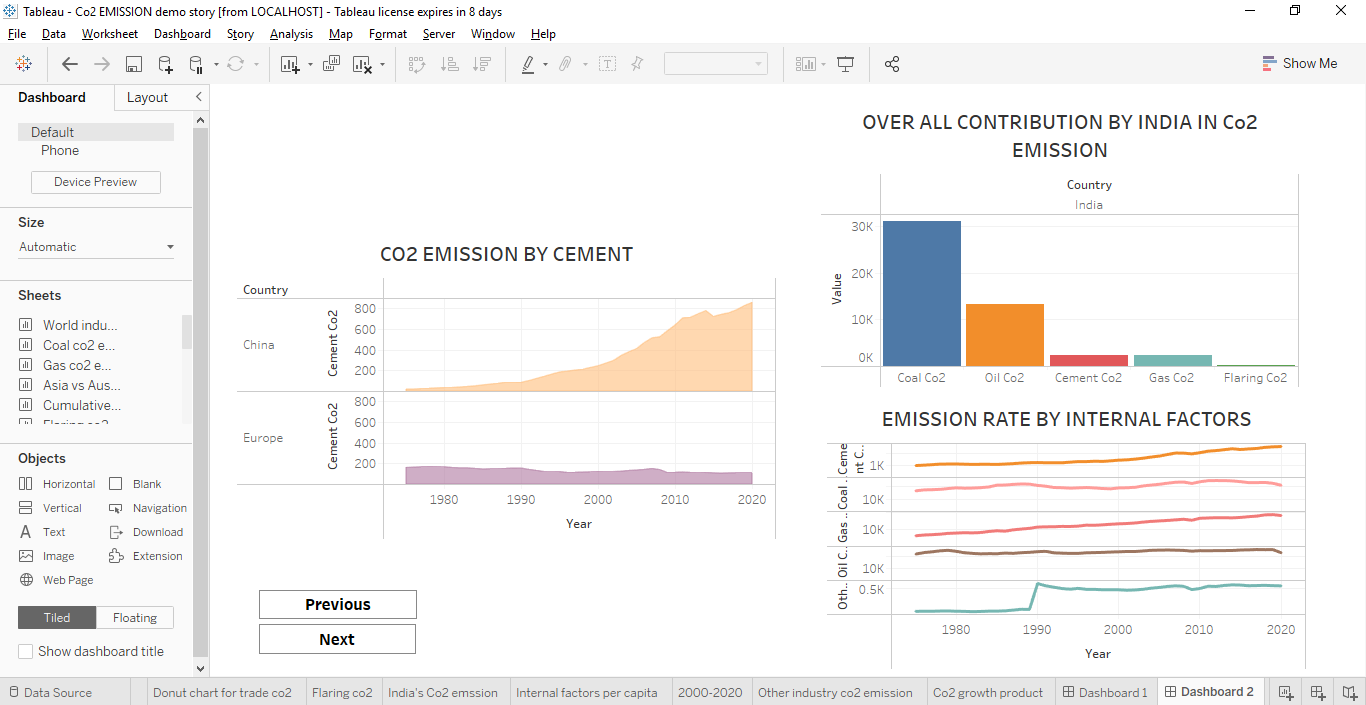 Tableau - Co2 EMISSION demo story [from LOCALHOST] - Tableau license expires in 8 days
File Data Worksheet Dashboard Story Analysis Map Format Server Window Help
Show Me
Dashboard Layout
Default
Phone
Device Preview
Size
Automatic
Sheets
World indu...
Coal co2 e...
Gas co2 e...
Asia vs Aus...
Cumulative...
Objects
Horizontal Blank
Vertical Navigation
Text Download
Image Extension
Web Page
Tiled Floating
Show dashboard title
CO2 EMISSION BY CEMENT
Country
China
Cement Co2
800
600
400
200
Europe
Cement Co2
800
600
400
200
1980 1990 2000 2010 2020
Year
Previous
Next
OVER ALL CONTRIBUTION BY INDIA IN Co2
EMISSION
Country
India
Value
30K
20K
10K
0K
Coal Co2 Oil Co2 Cement Co2 Gas Co2 Flaring Co2
EMISSION RATE BY INTERNAL FACTORS
Ceme
nt C..
1K
Coal ..
10K
Gas ..
10K
Oil C..
10K
Oth..
0.5K
1980 1990 2000 2010 2020
Year
Data Source Donut chart for trade co2 Flaring co2 India's Co2 emssion Internal factors per capita 2000-2020 Other industry co2 emission Co2 growth product Dashboard 1 Dashboard 2